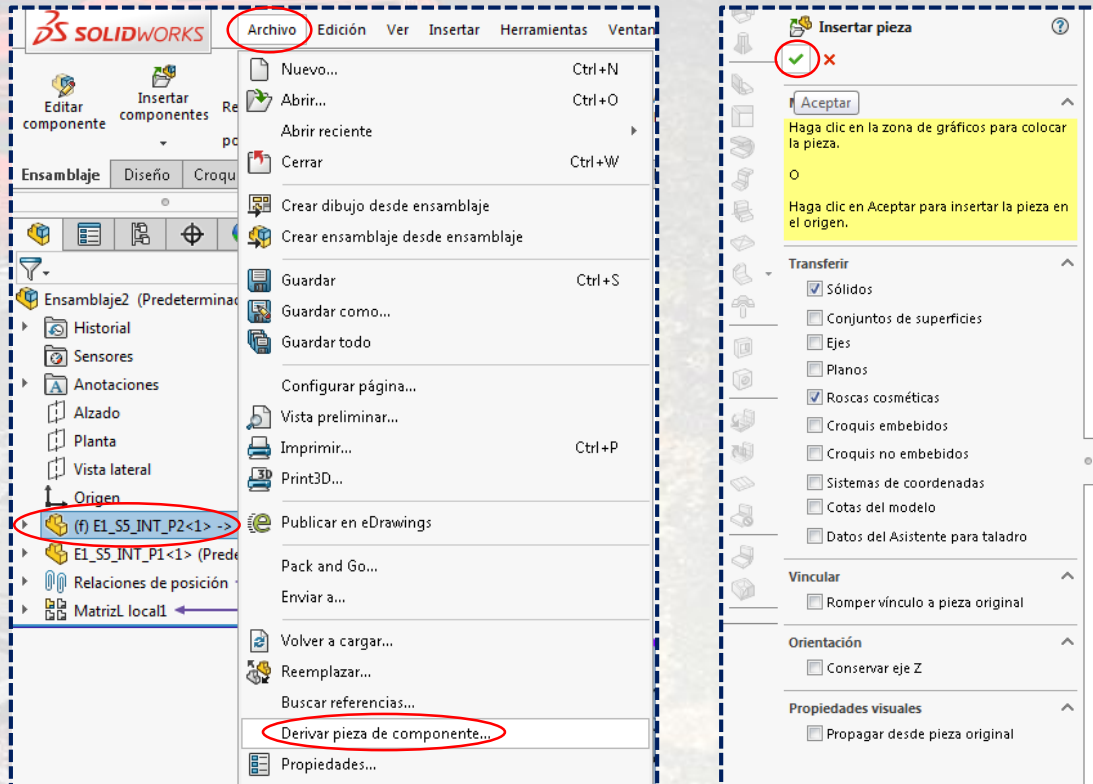 SOLIDWORKS
Archivo Edición Ver Insertar Herramientas Ventan
Editar componente
Insertar componentes
Re
po
Ensamblaje Diseño Croqu
Ensamblaje2 (Predeterminad
Historial
Sensores
Anotaciones
Alzado
Planta
Vista lateral
Origen
(f) E1_S5_INT_P2<1> ->
E1_S5_INT_P1<1> (Prede
Relaciones de posición
MatrizL local1
Nuevo... Ctrl+N
Abrir... Ctrl+O
Abrir reciente
Cerrar Ctrl+W
Crear dibujo desde ensamblaje
Crear ensamblaje desde ensamblaje
Guardar Ctrl+S
Guardar como...
Guardar todo
Configurar página...
Vista preliminar...
Imprimir... Ctrl+P
Print3D...
Publicar en eDrawings
Pack and Go...
Enviar a...
Volver a cargar...
Reemplazar...
Buscar referencias...
Derivar pieza de componente...
Propiedades...
Insertar pieza
Aceptar
Haga clic en la zona de gráficos para colocar
la pieza.
O
Haga clic en Aceptar para insertar la pieza en
el origen.
Transferir
Sólidos
Conjuntos de superficies
Ejes
Planos
Roscas cosméticas
Croquis embebidos
Croquis no embebidos
Sistemas de coordenadas
Cotas del modelo
Datos del Asistente para taladro
Vincular
Romper vínculo a pieza original
Orientación
Conservar eje Z
Propiedades visuales
Propagar desde pieza original